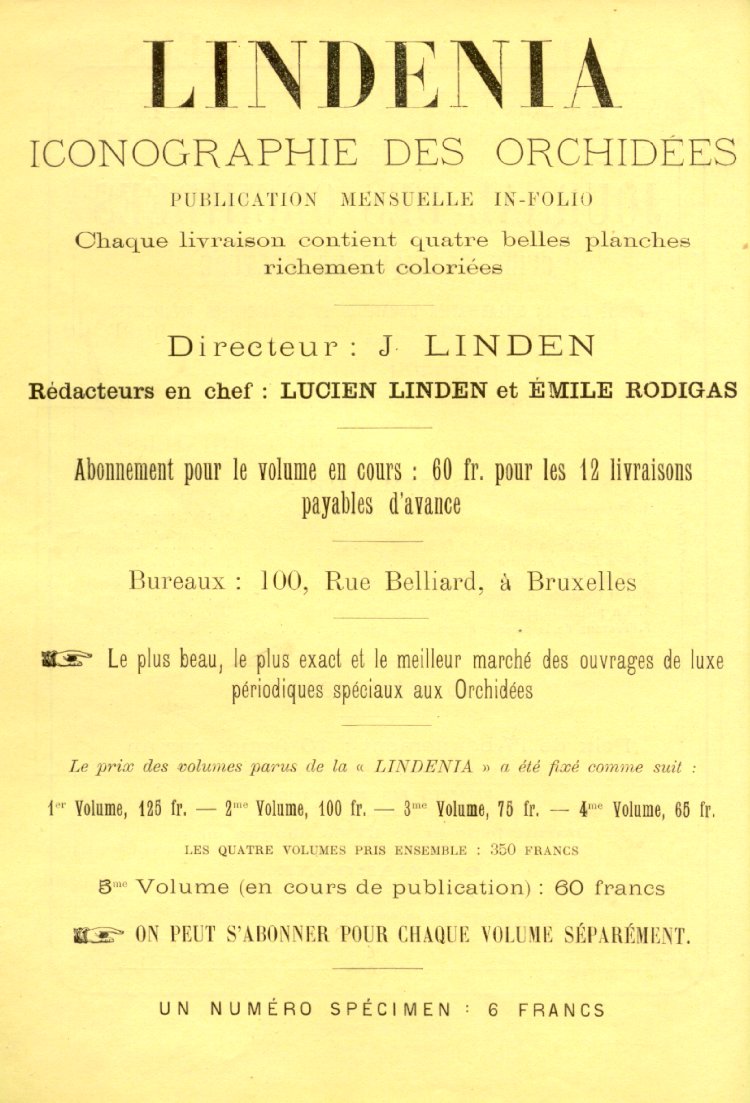 LINDENIA
ICONOGRAPHIE DES ORCHIDÉES
PUBLICATION MENSUELLE IN-FOLIO
Chaque livraison contient quatre belles planches
richement coloriées
Directeur : J. LINDEN
Rédacteurs en chef : LUCIEN LINDEN et ÉMILE RODIGAS
Abonnement pour le volume en cours : 60 fr. pour les 12 livraisons
payables d'avance
Bureaux : 100, Rue Belliard, à Bruxelles
Le plus beau, le plus exact et le meilleur marché des ouvrages de luxe
périodiques spéciaux aux Orchidées
Le prix des volumes parus de la « LINDENIA » a été fixé comme suit :
1er Volume, 125 fr. — 2me Volume, 100 fr. — 3me Volume, 75 fr. — 4me Volume, 65 fr.
LES QUATRE VOLUMES PRIS ENSEMBLE : 350 FRANCS
5me Volume (en cours de publication) : 60 francs
ON PEUT S'ABONNER POUR CHAQUE VOLUME SÉPARÉMENT.
UN NUMÉRO SPÉCIMEN : 6 FRANCS